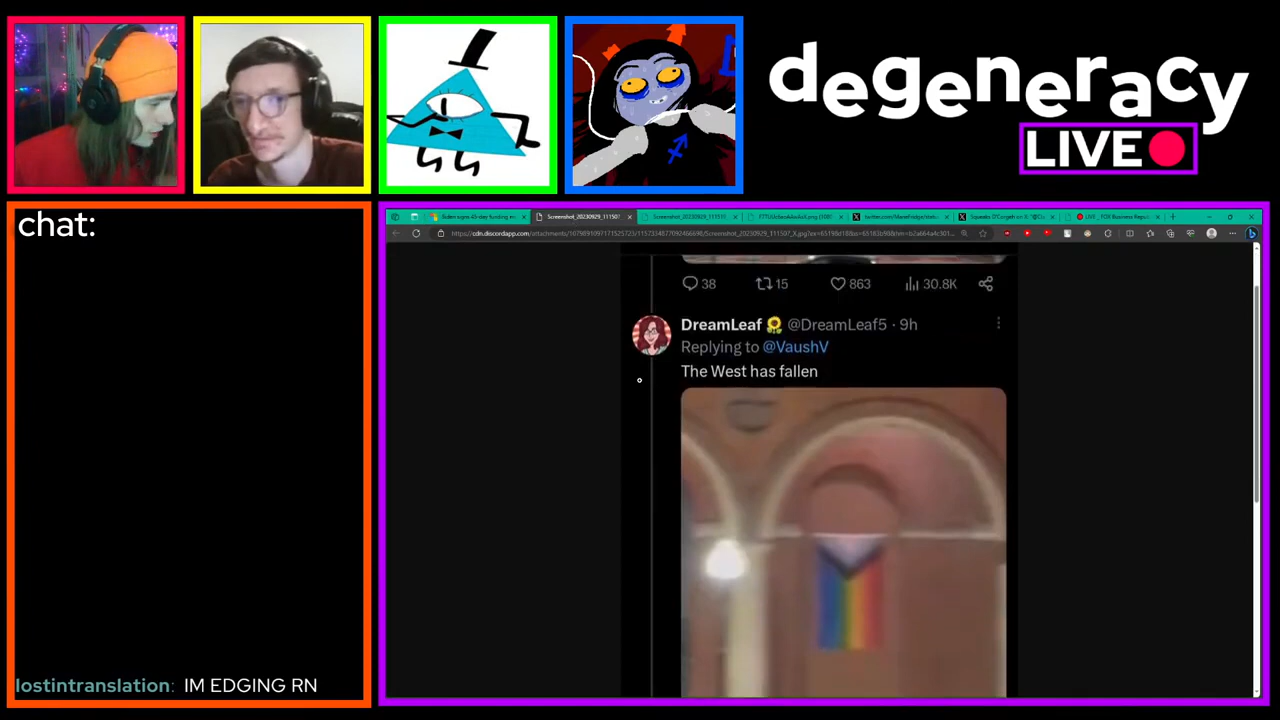 degeneracy
LIVE
chat:
lostintranslation: IM EDGING RN
38
15
863
30.8K
DreamLeaf 🌻 @DreamLeaf5 · 9h
Replying to @VaushV
The West has fallen